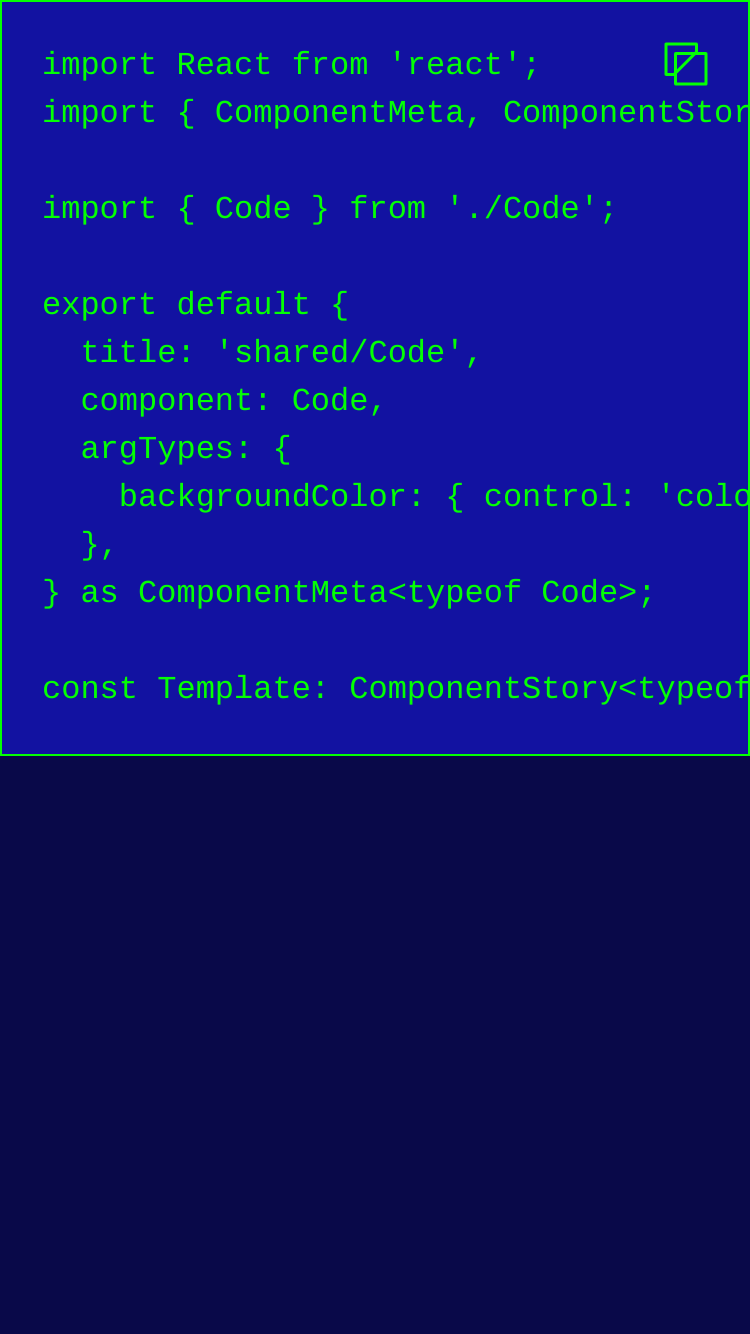 import React from 'react';
import { ComponentMeta, ComponentStor
import { Code } from './Code';
export default {
  title: 'shared/Code',
  component: Code,
  argTypes: {
    backgroundColor: { control: 'colo
  },
} as ComponentMeta<typeof Code>;
const Template: ComponentStory<typeof